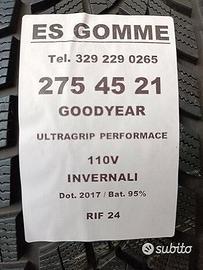 ES GOMME
Tel. 329 229 0265
275 45 21
GOODYEAR
ULTRAGRIP PERFORMACE
110V
INVERNALI
Dot. 2017 / Bat. 95%
RIF 24
subito